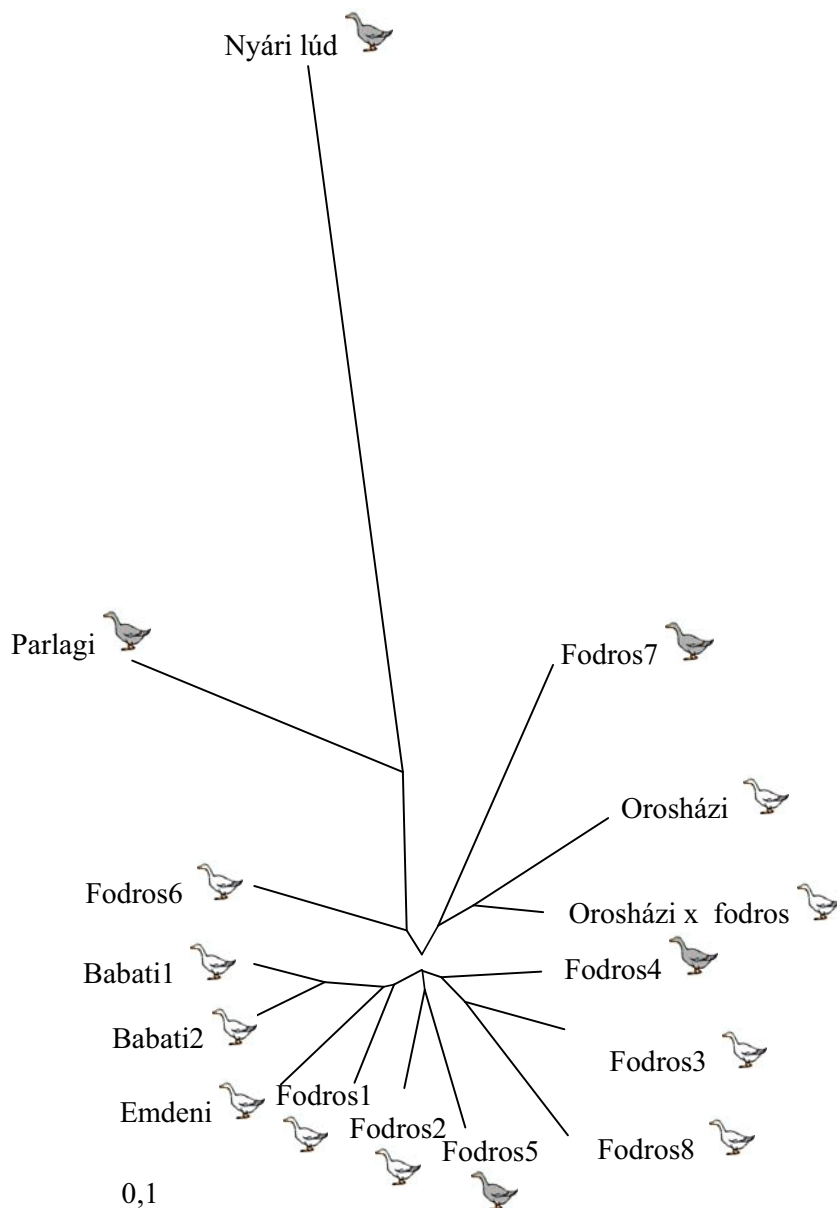 Nyári lúd
Parlagi
Fodros7
Orosházi
Fodros6
Orosházi x fodros
Babati1
Fodros4
Babati2
Fodros3
Emdeni
Fodros1
Fodros2
Fodros5
Fodros8
0,1